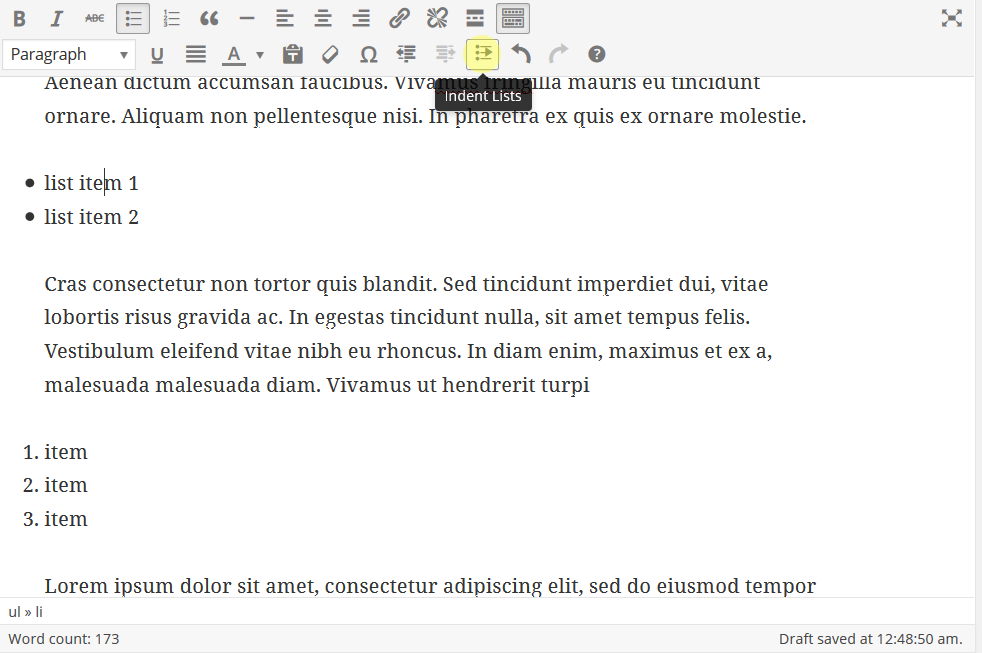 B I ABC
Paragraph U A Ω
Aenean dictum accumsan faucibus. Vivamus fringilla mauris eu tincidunt
Indent Lists
ornare. Aliquam non pellentesque nisi. In pharetra ex quis ex ornare molestie.
• list item 1
• list item 2
Cras consectetur non tortor quis blandit. Sed tincidunt imperdiet dui, vitae
lobortis risus gravida ac. In egestas tincidunt nulla, sit amet tempus felis.
Vestibulum eleifend vitae nibh eu rhoncus. In diam enim, maximus et ex a,
malesuada malesuada diam. Vivamus ut hendrerit turpi
1. item
2. item
3. item
Lorem ipsum dolor sit amet, consectetur adipiscing elit, sed do eiusmod tempor
ul » li
Word count: 173
Draft saved at 12:48:50 am.